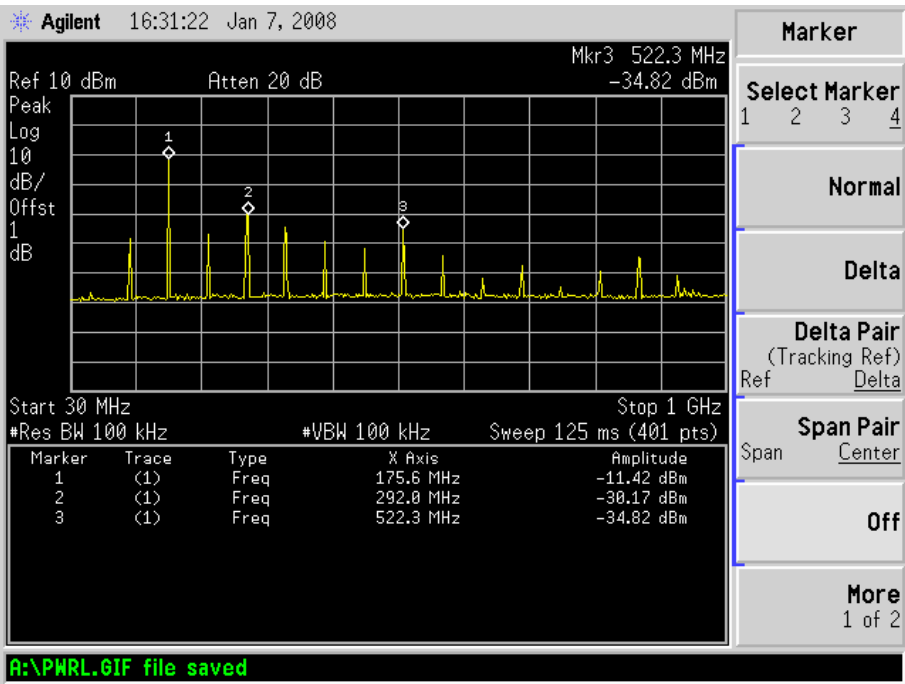 Agilent 16:31:22 Jan 7, 2008
Mkr3 522.3 MHz
Ref 10 dBm Atten 20 dB -34.82 dBm
Peak
Log
10
dB/
Offst
1
dB
1
2
3
Start 30 MHz Stop 1 GHz
#Res BW 100 kHz #VBW 100 kHz Sweep 125 ms (401 pts)
Marker Trace Type X Axis Amplitude
1 (1) Freq 175.6 MHz -11.42 dBm
2 (1) Freq 292.0 MHz -30.17 dBm
3 (1) Freq 522.3 MHz -34.82 dBm
Marker
Select Marker
1 2 3 4
Normal
Delta
Delta Pair
(Tracking Ref)
Ref Delta
Span Pair
Span Center
Off
More
1 of 2
A:\PWRL.GIF file saved